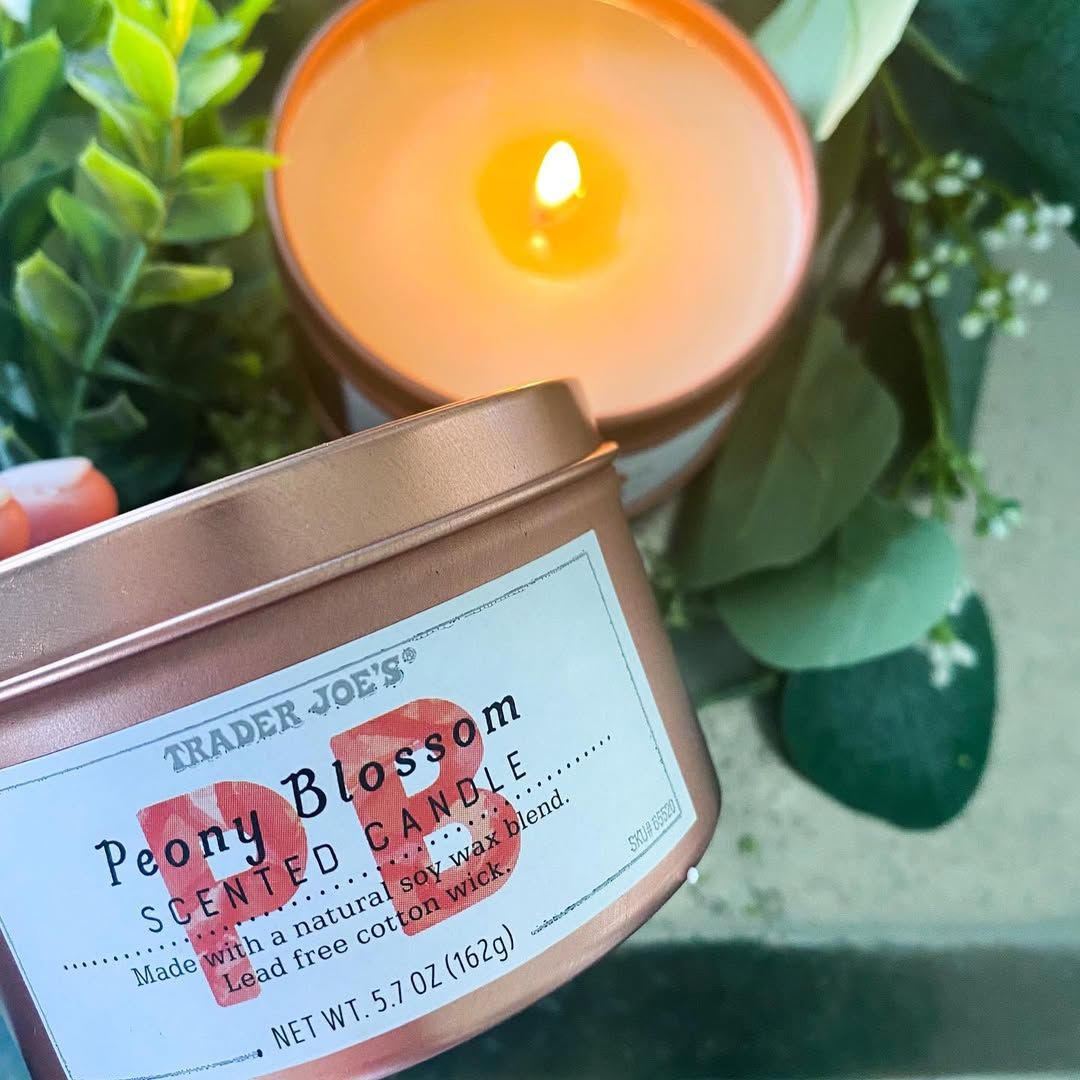 TRADER JOE'S®
PB
Peony Blossom
SCENTED CANDLE
Made with a natural soy wax blend.
Lead free cotton wick.
NET WT. 5.7 OZ (162g)
SKU# 65520